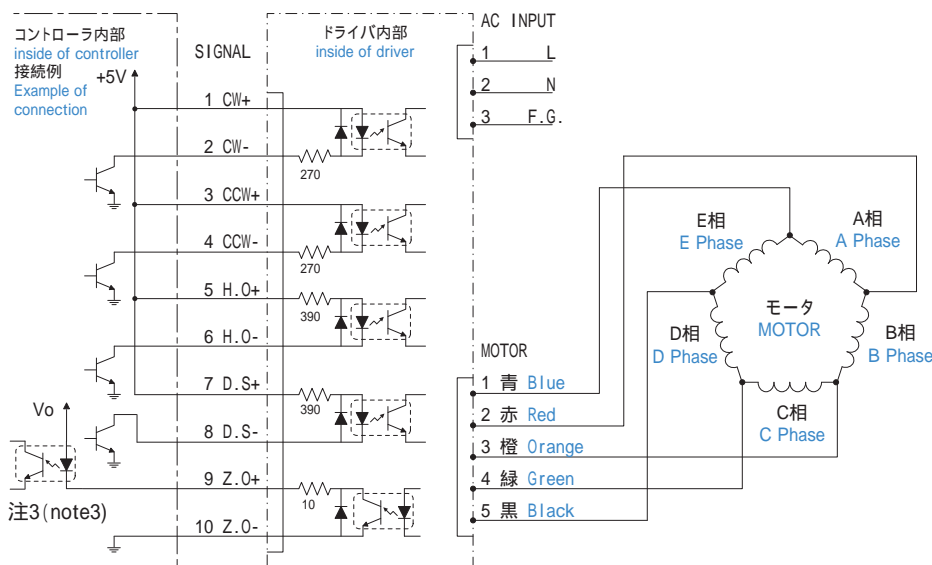 コントローラ内部
inside of controller
接続例
Example of
connection
+5V
SIGNAL
ドライバ内部
inside of driver
AC INPUT
1 L
2 N
3 F.G.
1 CW+
2 CW-
270
3 CCW+
4 CCW-
270
5 H.O+
390
6 H.O-
7 D.S+
390
8 D.S-
Vo
9 Z.O+
10
注3(note3)
10 Z.O-
MOTOR
1 青 Blue
2 赤 Red
3 橙 Orange
4 緑 Green
5 黒 Black
E相
E Phase
A相
A Phase
モータ
MOTOR
D相
D Phase
B相
B Phase
C相
C Phase